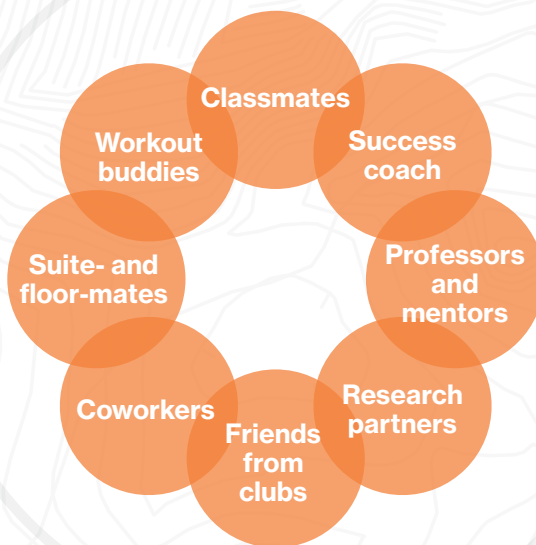 Classmates
Success
coach
Professors
and
mentors
Research
partners
Friends
from
clubs
Coworkers
Suite- and
floor-mates
Workout
buddies